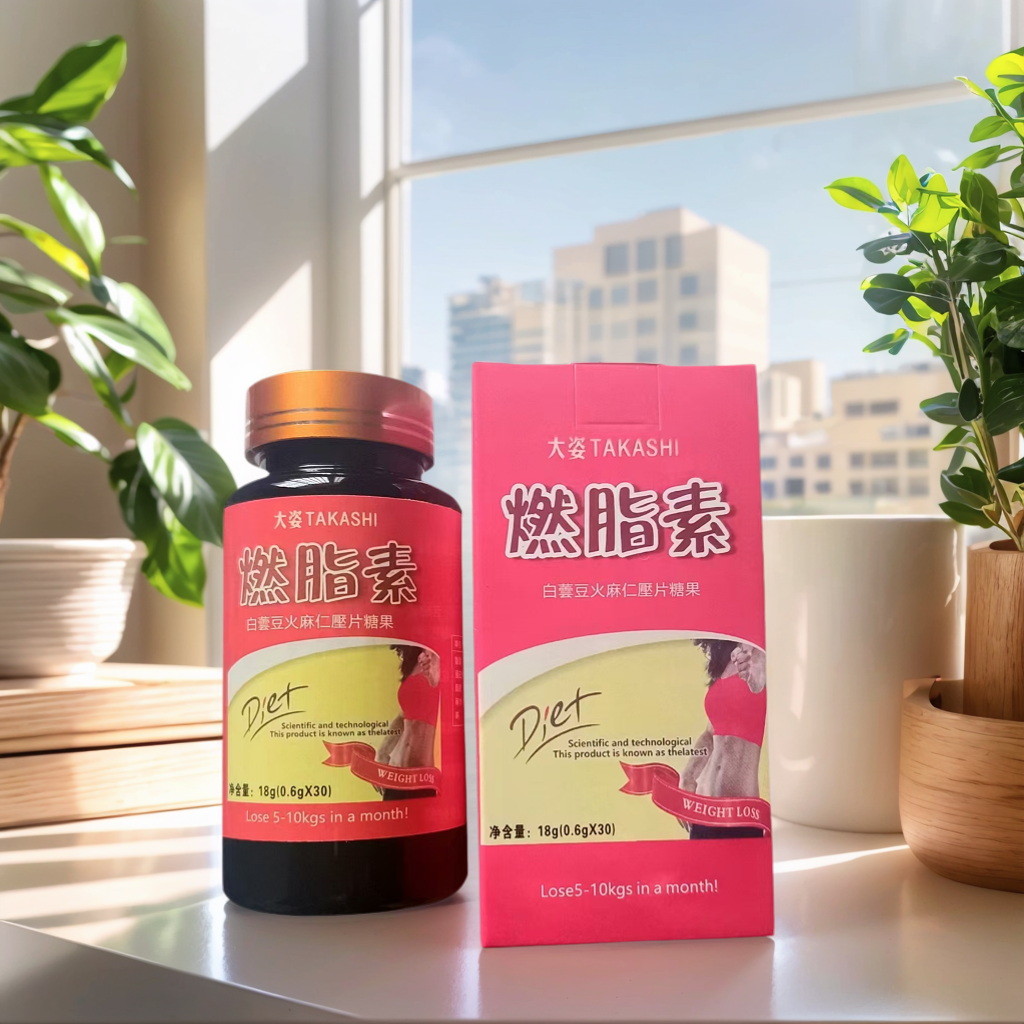 大姿TAKASHI
燃脂素
白蕓豆火麻仁壓片糖果
Diet
Scientific and technological
This product is known as thelatest
WEIGHT LOSS
净含量：18g(0.6gX30)
Lose 5-10kgs in a month!
大姿TAKASHI
燃脂素
白蕓豆火麻仁壓片糖果
Diet
Scientific and technological
This product is known as thelatest
WEIGHT LOSS
净含量：18g(0.6gX30)
Lose5-10kgs in a month!